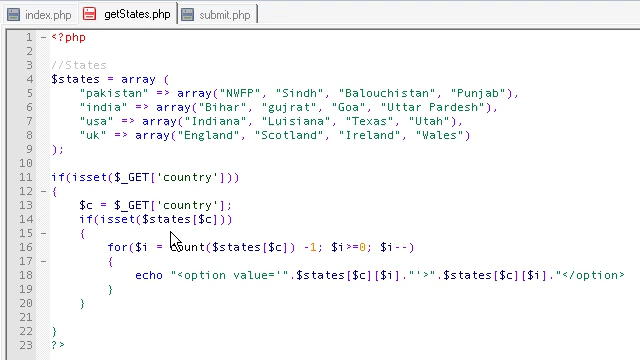 index.php getStates.php submit.php
1 <?php
2
3 //States
4 $states = array (
5 "pakistan" => array("NWFP", "Sindh", "Balouchistan", "Punjab"),
6 "india" => array("Bihar", "gujrat", "Goa", "Uttar Pardesh"),
7 "usa" => array("Indiana", "Luisiana", "Texas", "Utah"),
8 "uk" => array("England", "Scotland", "Ireland", "Wales")
9 );
10
11 if(isset($_GET['country']))
12 {
13 $c = $_GET['country'];
14 if(isset($states[$c]))
15 {
16 for($i = count($states[$c]) -1; $i>=0; $i--)
17 {
18 echo "<option value='".$states[$c][$i]."'>".$states[$c][$i]."</option>
19 }
20 }
21
22 }
23 ?>